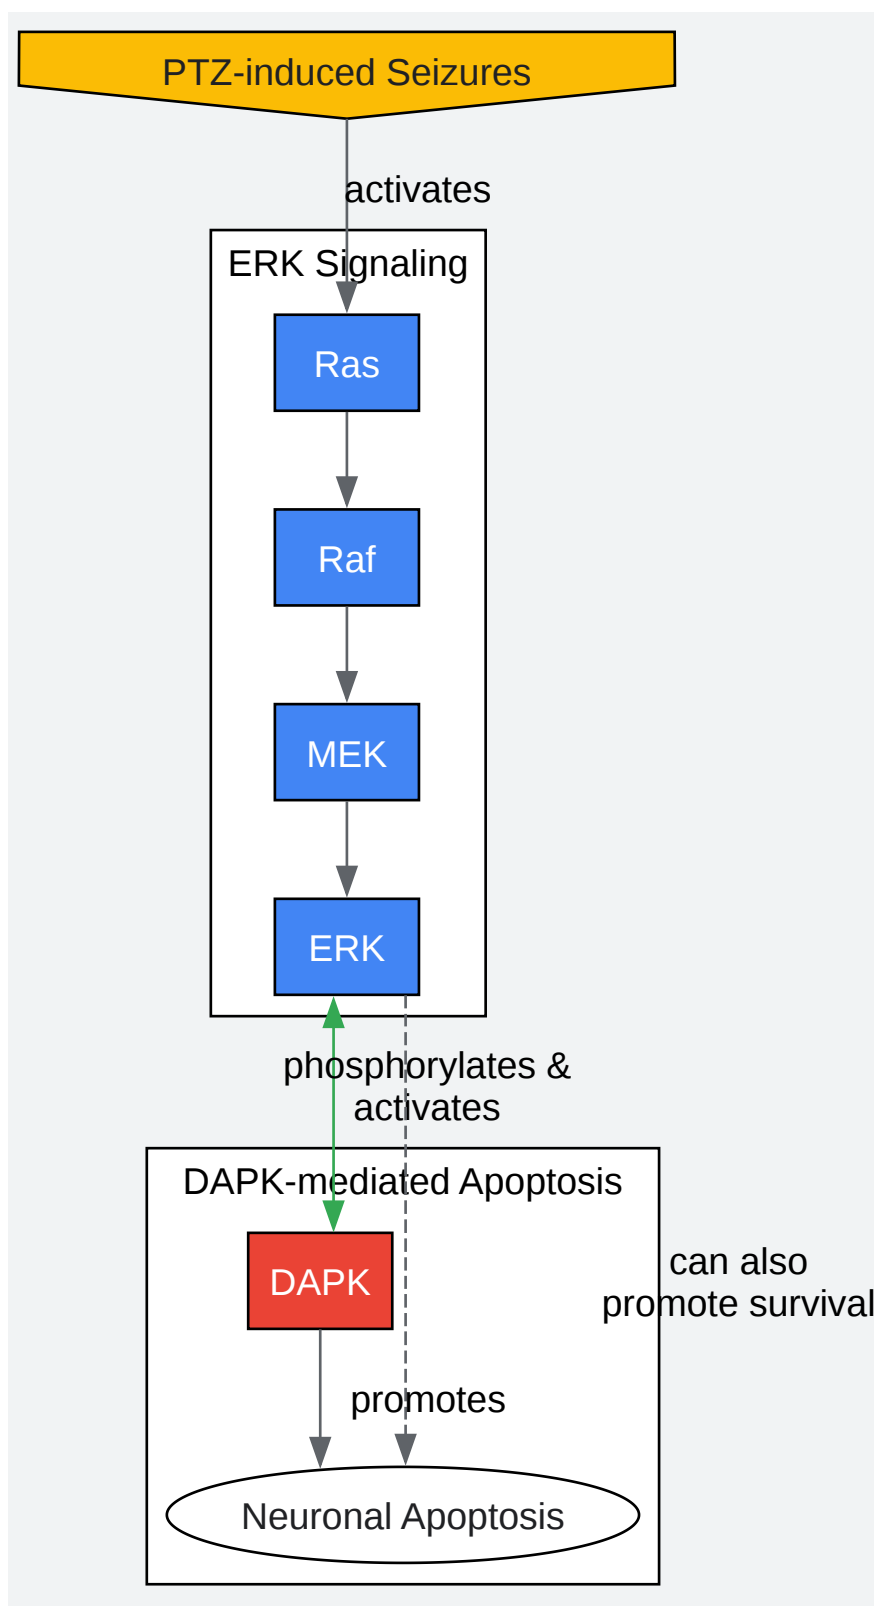 PTZ-induced Seizures
activates
ERK Signaling
Ras
Raf
MEK
ERK
phosphorylates &
activates
DAPK-mediated Apoptosis
can also
promote survival
DAPK
promotes
Neuronal Apoptosis